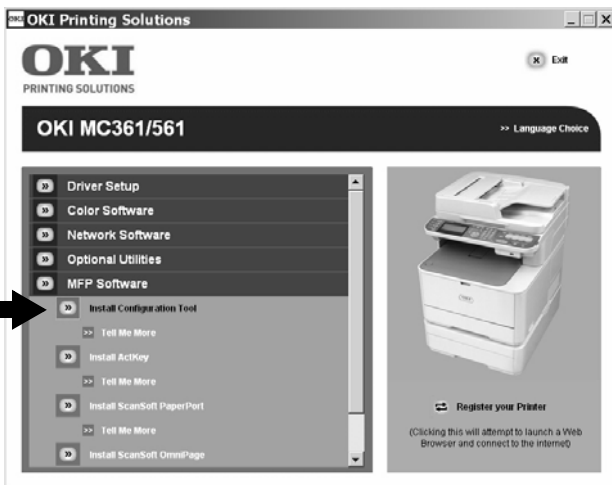 OKI Printing Solutions
OKI
PRINTING SOLUTIONS
Exit
OKI MC361/561
>> Language Choice
Driver Setup
Color Software
Network Software
Optional Utilities
MFP Software
Install Configuration Tool
>> Tell Me More
Install ActKey
>> Tell Me More
Install ScanSoft PaperPort
>> Tell Me More
Install ScanSoft OmniPage
Register your Printer
(Clicking this will attempt to launch a Web
Browser and connect to the internet)